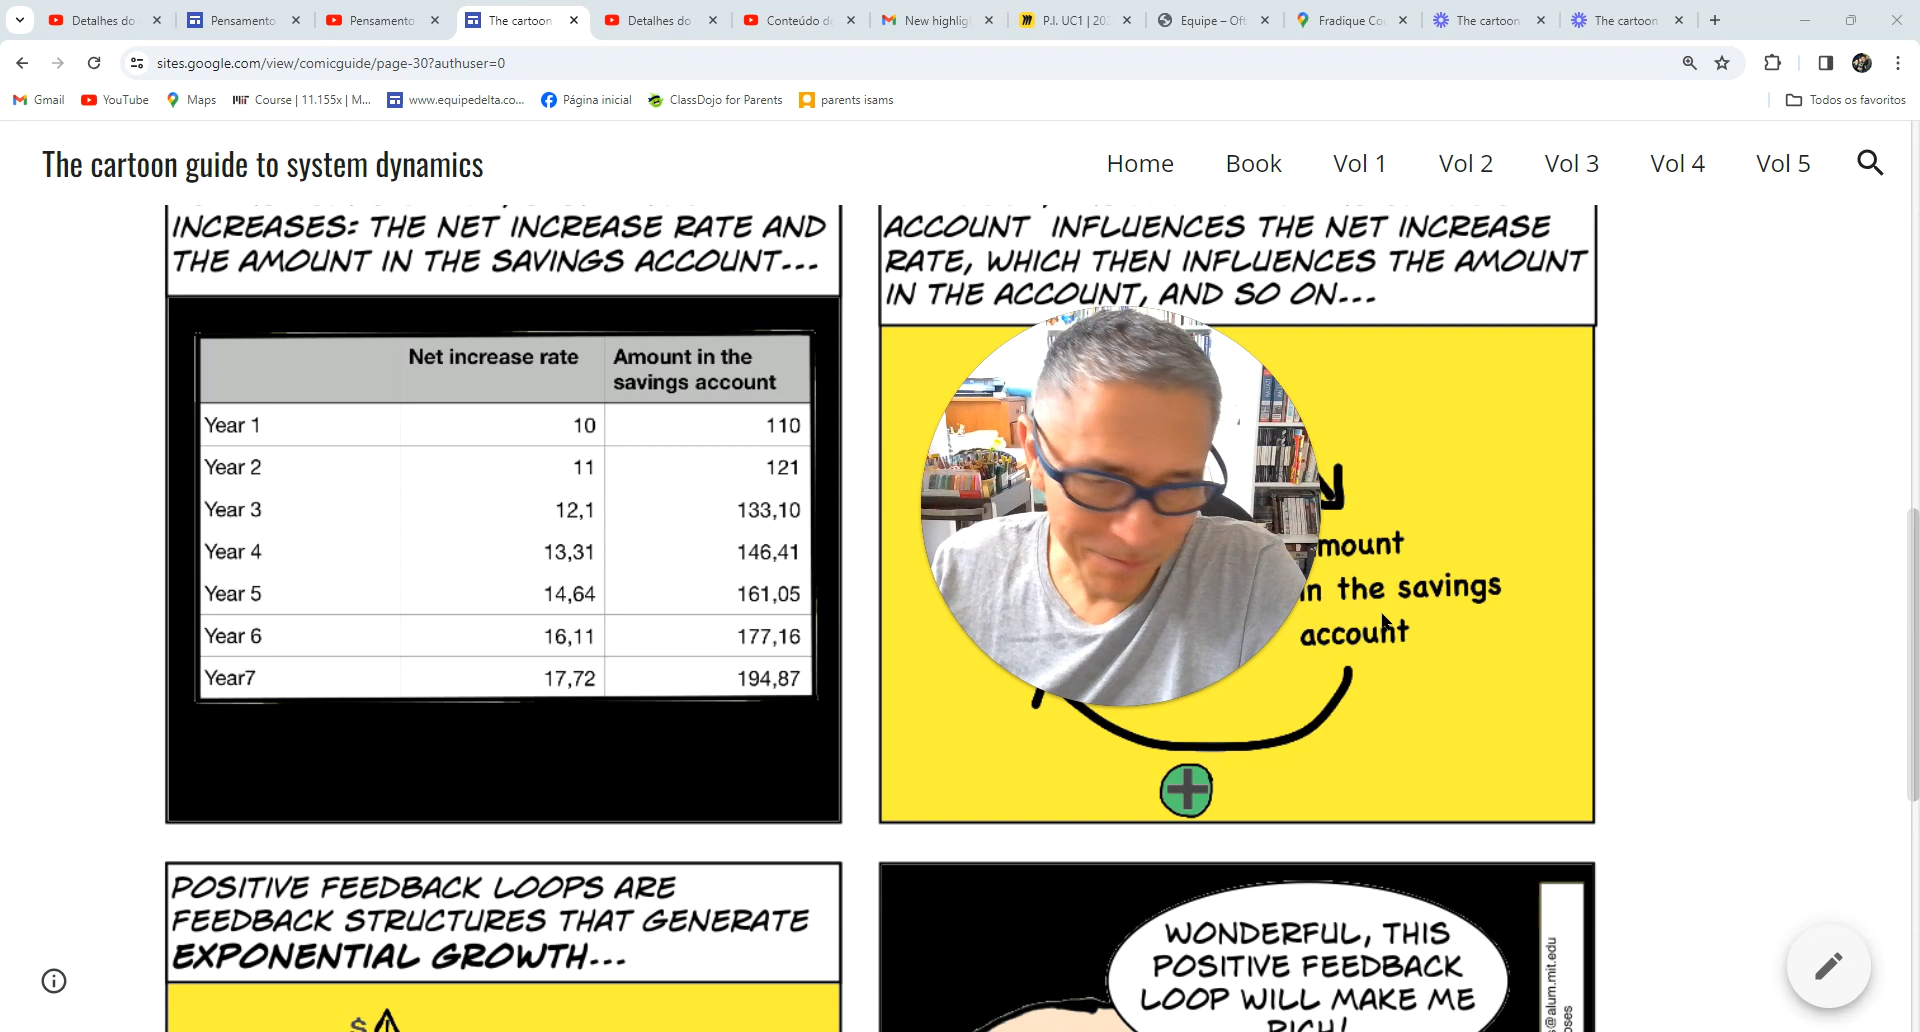 Detalhes do
Pensamento
Pensamento
The cartoon
Detalhes do
Conteúdo d
New highlig
P.I. UC1 | 202
Equipe – Oft
Fradique Co
The cartoon
The cartoon
sites.google.com/view/comicguide/page-30?authuser=0
Gmail
YouTube
Maps
Course | 11.155x | M...
www.equipedelta.co...
Página inicial
ClassDojo for Parents
parents isams
Todos os favoritos
The cartoon guide to system dynamics
Home
Book
Vol 1
Vol 2
Vol 3
Vol 4
Vol 5
INCREASES: THE NET INCREASE RATE AND
THE AMOUNT IN THE SAVINGS ACCOUNT...
Net increase rate
Amount in the
savings account
Year 1 10 110
Year 2 11 121
Year 3 12,1 133,10
Year 4 13,31 146,41
Year 5 14,64 161,05
Year 6 16,11 177,16
Year7 17,72 194,87
ACCOUNT INFLUENCES THE NET INCREASE
RATE, WHICH THEN INFLUENCES THE AMOUNT
IN THE ACCOUNT, AND SO ON...
mount
in the savings
account
POSITIVE FEEDBACK LOOPS ARE
FEEDBACK STRUCTURES THAT GENERATE
EXPONENTIAL GROWTH...
$
WONDERFUL, THIS
POSITIVE FEEDBACK
LOOP WILL MAKE ME
RICH!
s@alum.mit.edu
oses